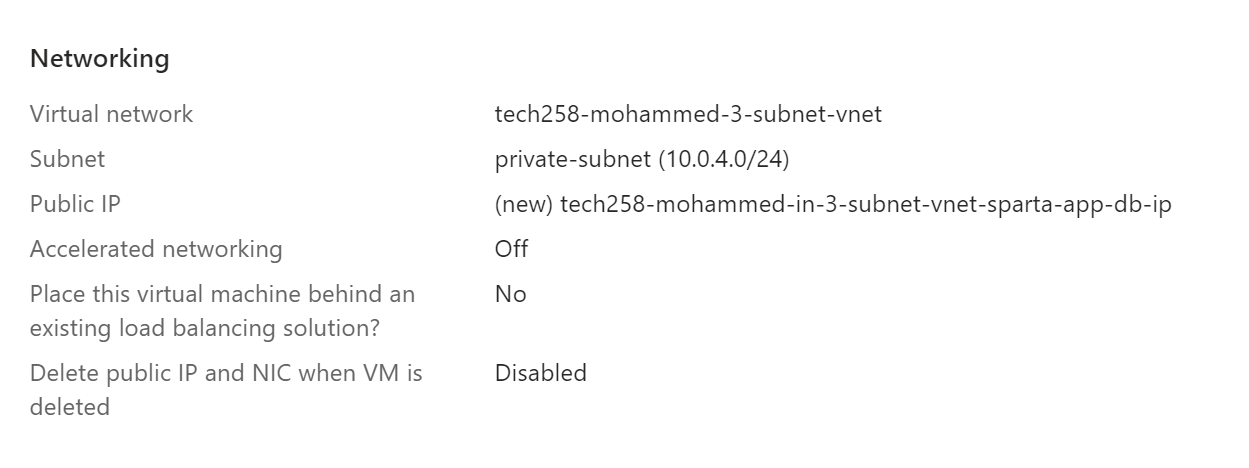 Networking
Virtual network tech258-mohammed-3-subnet-vnet
Subnet private-subnet (10.0.4.0/24)
Public IP (new) tech258-mohammed-in-3-subnet-vnet-sparta-app-db-ip
Accelerated networking Off
Place this virtual machine behind an No
existing load balancing solution?
Delete public IP and NIC when VM is Disabled
deleted